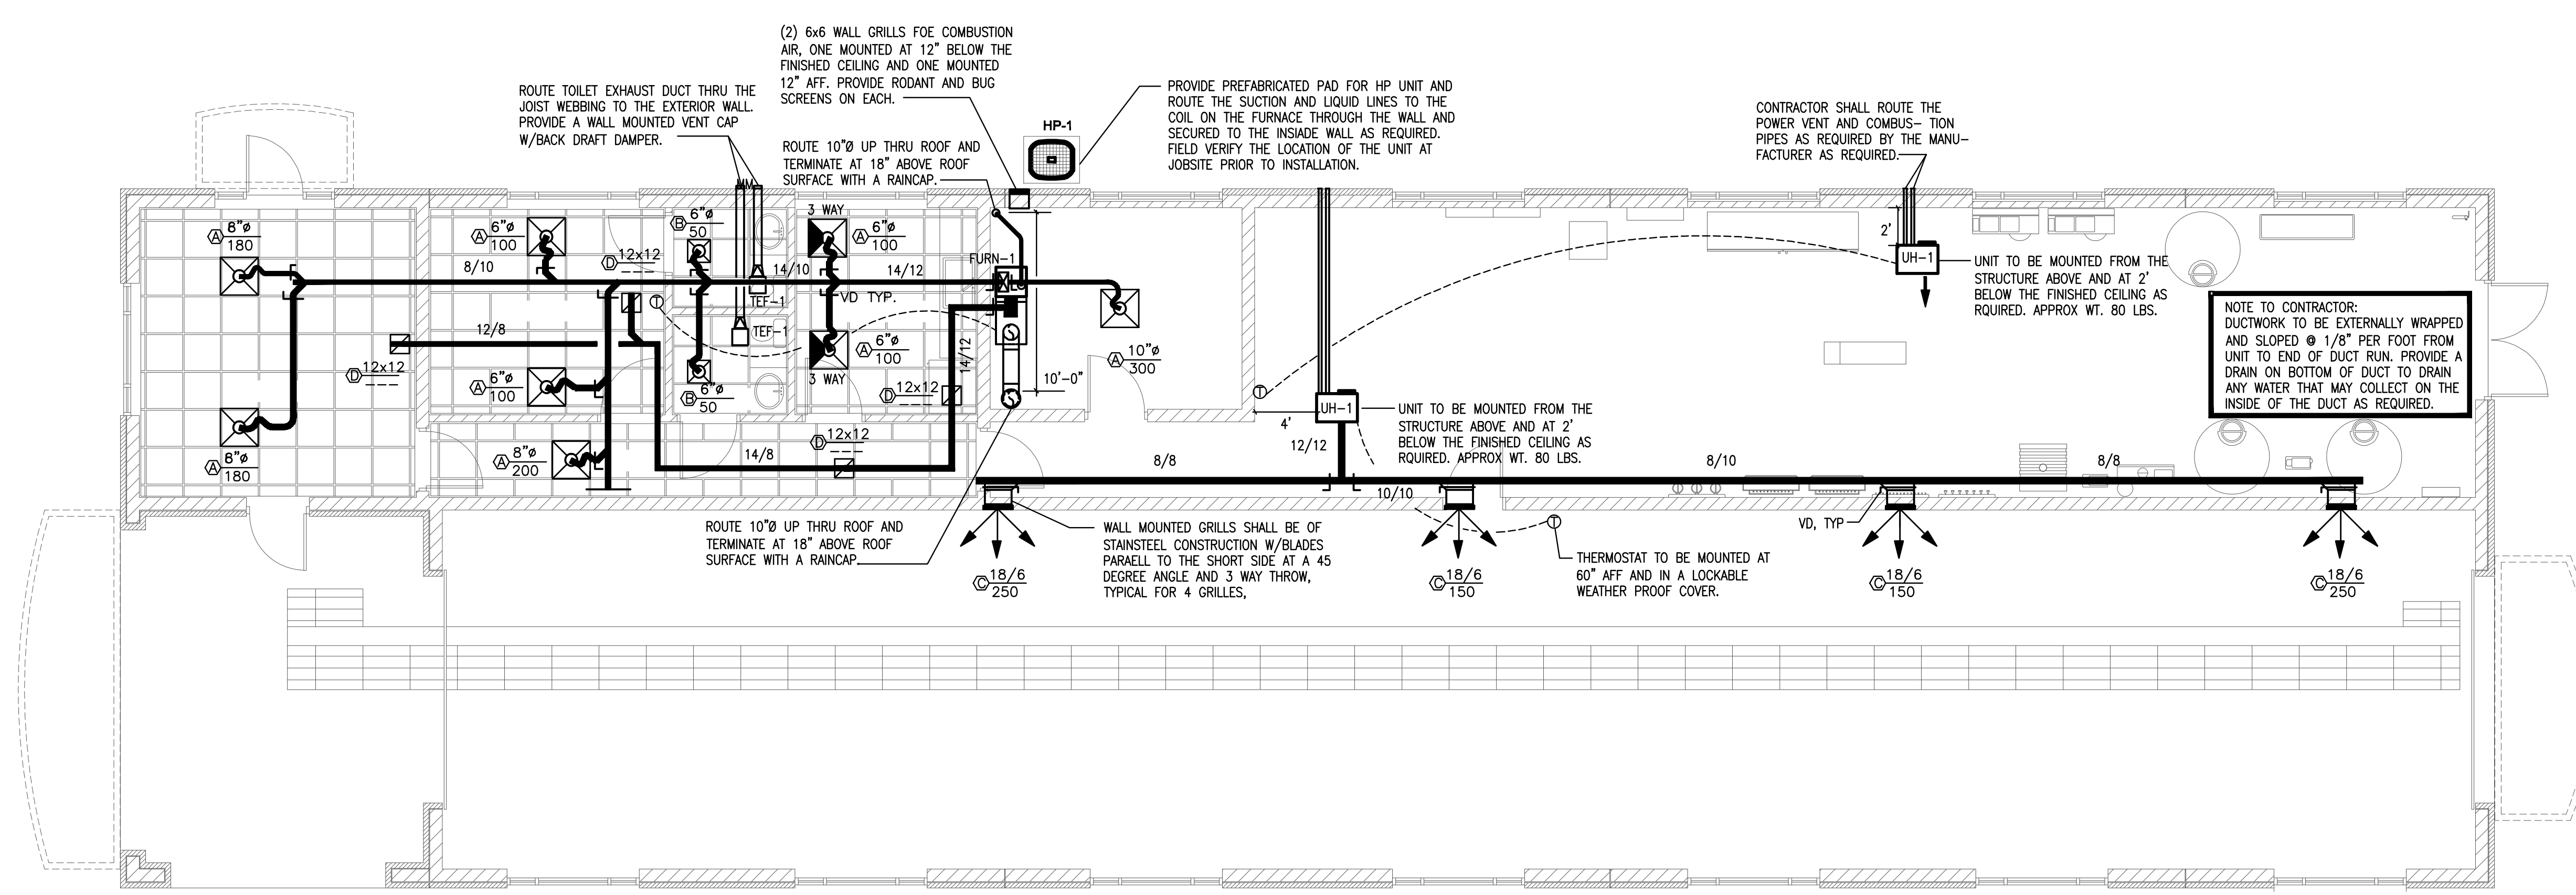 (2) 6x6 WALL GRILLS FOE COMBUSTION
AIR, ONE MOUNTED AT 12" BELOW THE
FINISHED CEILING AND ONE MOUNTED
12" AFF. PROVIDE RODANT AND BUG
SCREENS ON EACH.
ROUTE TOILET EXHAUST DUCT THRU THE
JOIST WEBBING TO THE EXTERIOR WALL.
PROVIDE A WALL MOUNTED VENT CAP
W/BACK DRAFT DAMPER.
ROUTE 10"Ø UP THRU ROOF AND
TERMINATE AT 18" ABOVE ROOF
SURFACE WITH A RAINCAP.
HP-1
PROVIDE PREFABRICATED PAD FOR HP UNIT AND
ROUTE THE SUCTION AND LIQUID LINES TO THE
COIL ON THE FURNACE THROUGH THE WALL AND
SECURED TO THE INSIADE WALL AS REQUIRED.
FIELD VERIFY THE LOCATION OF THE UNIT AT
JOBSITE PRIOR TO INSTALLATION.
CONTRACTOR SHALL ROUTE THE
POWER VENT AND COMBUS- TION
PIPES AS REQUIRED BY THE MANU-
FACTURER AS REQUIRED.
A 8"ø
180
A 6"ø
100
B 6"ø
50
3 WAY
A 6"ø
100
D 12x12
8/10
14/10
14/12
FURN-1
TEF-1
VD TYP.
TEF-1
12/8
D 12x12
A 6"ø
100
B 6"ø
50
A 6"ø
100
3 WAY
D 12x12
14/12
10'-0"
A 10"ø
300
A 8"ø
180
A 8"ø
200
D 12x12
14/8
2'
UH-1
UNIT TO BE MOUNTED FROM THE
STRUCTURE ABOVE AND AT 2'
BELOW THE FINISHED CEILING AS
RQUIRED. APPROX WT. 80 LBS.
NOTE TO CONTRACTOR:
DUCTWORK TO BE EXTERNALLY WRAPPED
AND SLOPED @ 1/8" PER FOOT FROM
UNIT TO END OF DUCT RUN. PROVIDE A
DRAIN ON BOTTOM OF DUCT TO DRAIN
ANY WATER THAT MAY COLLECT ON THE
INSIDE OF THE DUCT AS REQUIRED.
T
T
4'
UH-1
UNIT TO BE MOUNTED FROM THE
STRUCTURE ABOVE AND AT 2'
BELOW THE FINISHED CEILING AS
RQUIRED. APPROX WT. 80 LBS.
12/12
8/8
10/10
8/10
8/8
ROUTE 10"Ø UP THRU ROOF AND
TERMINATE AT 18" ABOVE ROOF
SURFACE WITH A RAINCAP.
WALL MOUNTED GRILLS SHALL BE OF
STAINSTEEL CONSTRUCTION W/BLADES
PARAELL TO THE SHORT SIDE AT A 45
DEGREE ANGLE AND 3 WAY THROW,
TYPICAL FOR 4 GRILLES,
T
THERMOSTAT TO BE MOUNTED AT
60" AFF AND IN A LOCKABLE
WEATHER PROOF COVER.
VD, TYP
C 18/6
250
C 18/6
150
C 18/6
150
C 18/6
250